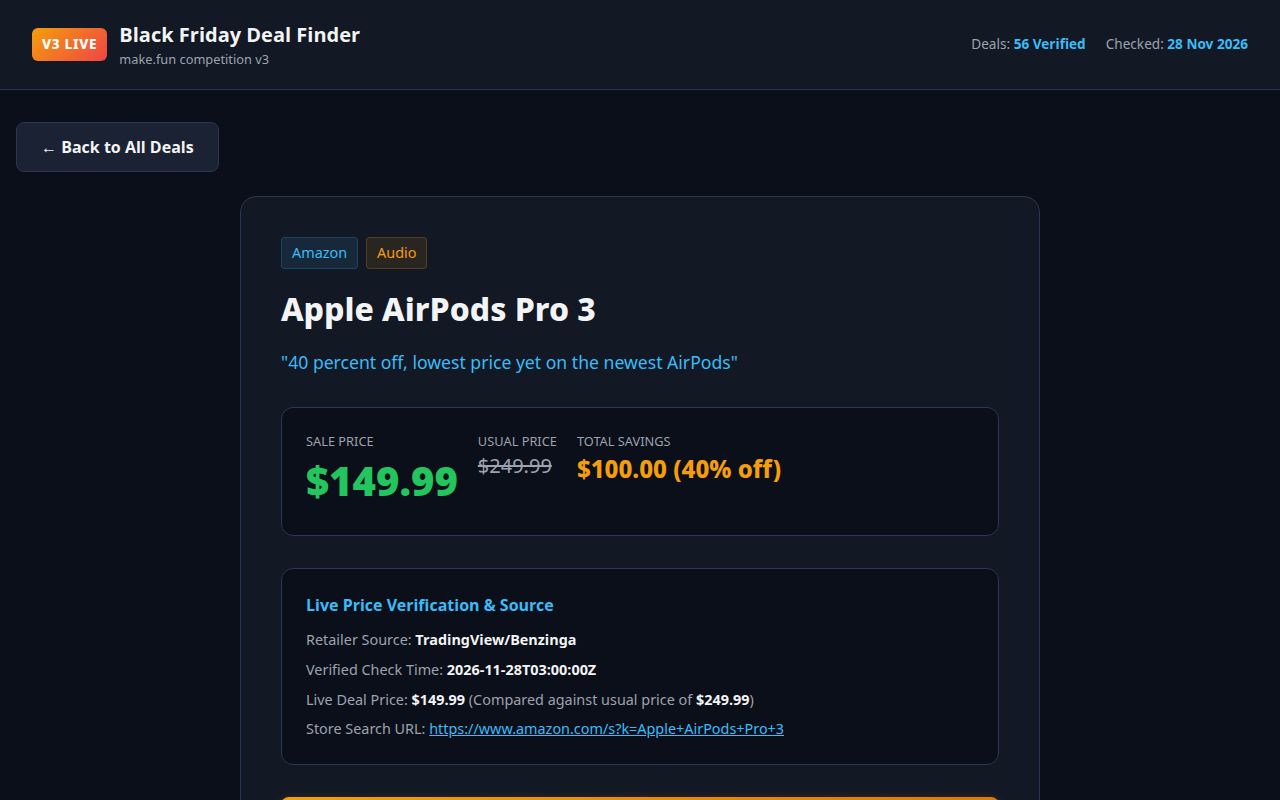 V3 LIVE
Black Friday Deal Finder
make.fun competition v3
Deals: 56 Verified
Checked: 28 Nov 2026
← Back to All Deals
Amazon
Audio
Apple AirPods Pro 3
"40 percent off, lowest price yet on the newest AirPods"
SALE PRICE
$149.99
USUAL PRICE
$249.99
TOTAL SAVINGS
$100.00 (40% off)
Live Price Verification & Source
Retailer Source: TradingView/Benzinga
Verified Check Time: 2026-11-28T03:00:00Z
Live Deal Price: $149.99 (Compared against usual price of $249.99)
Store Search URL: https://www.amazon.com/s?k=Apple+AirPods+Pro+3